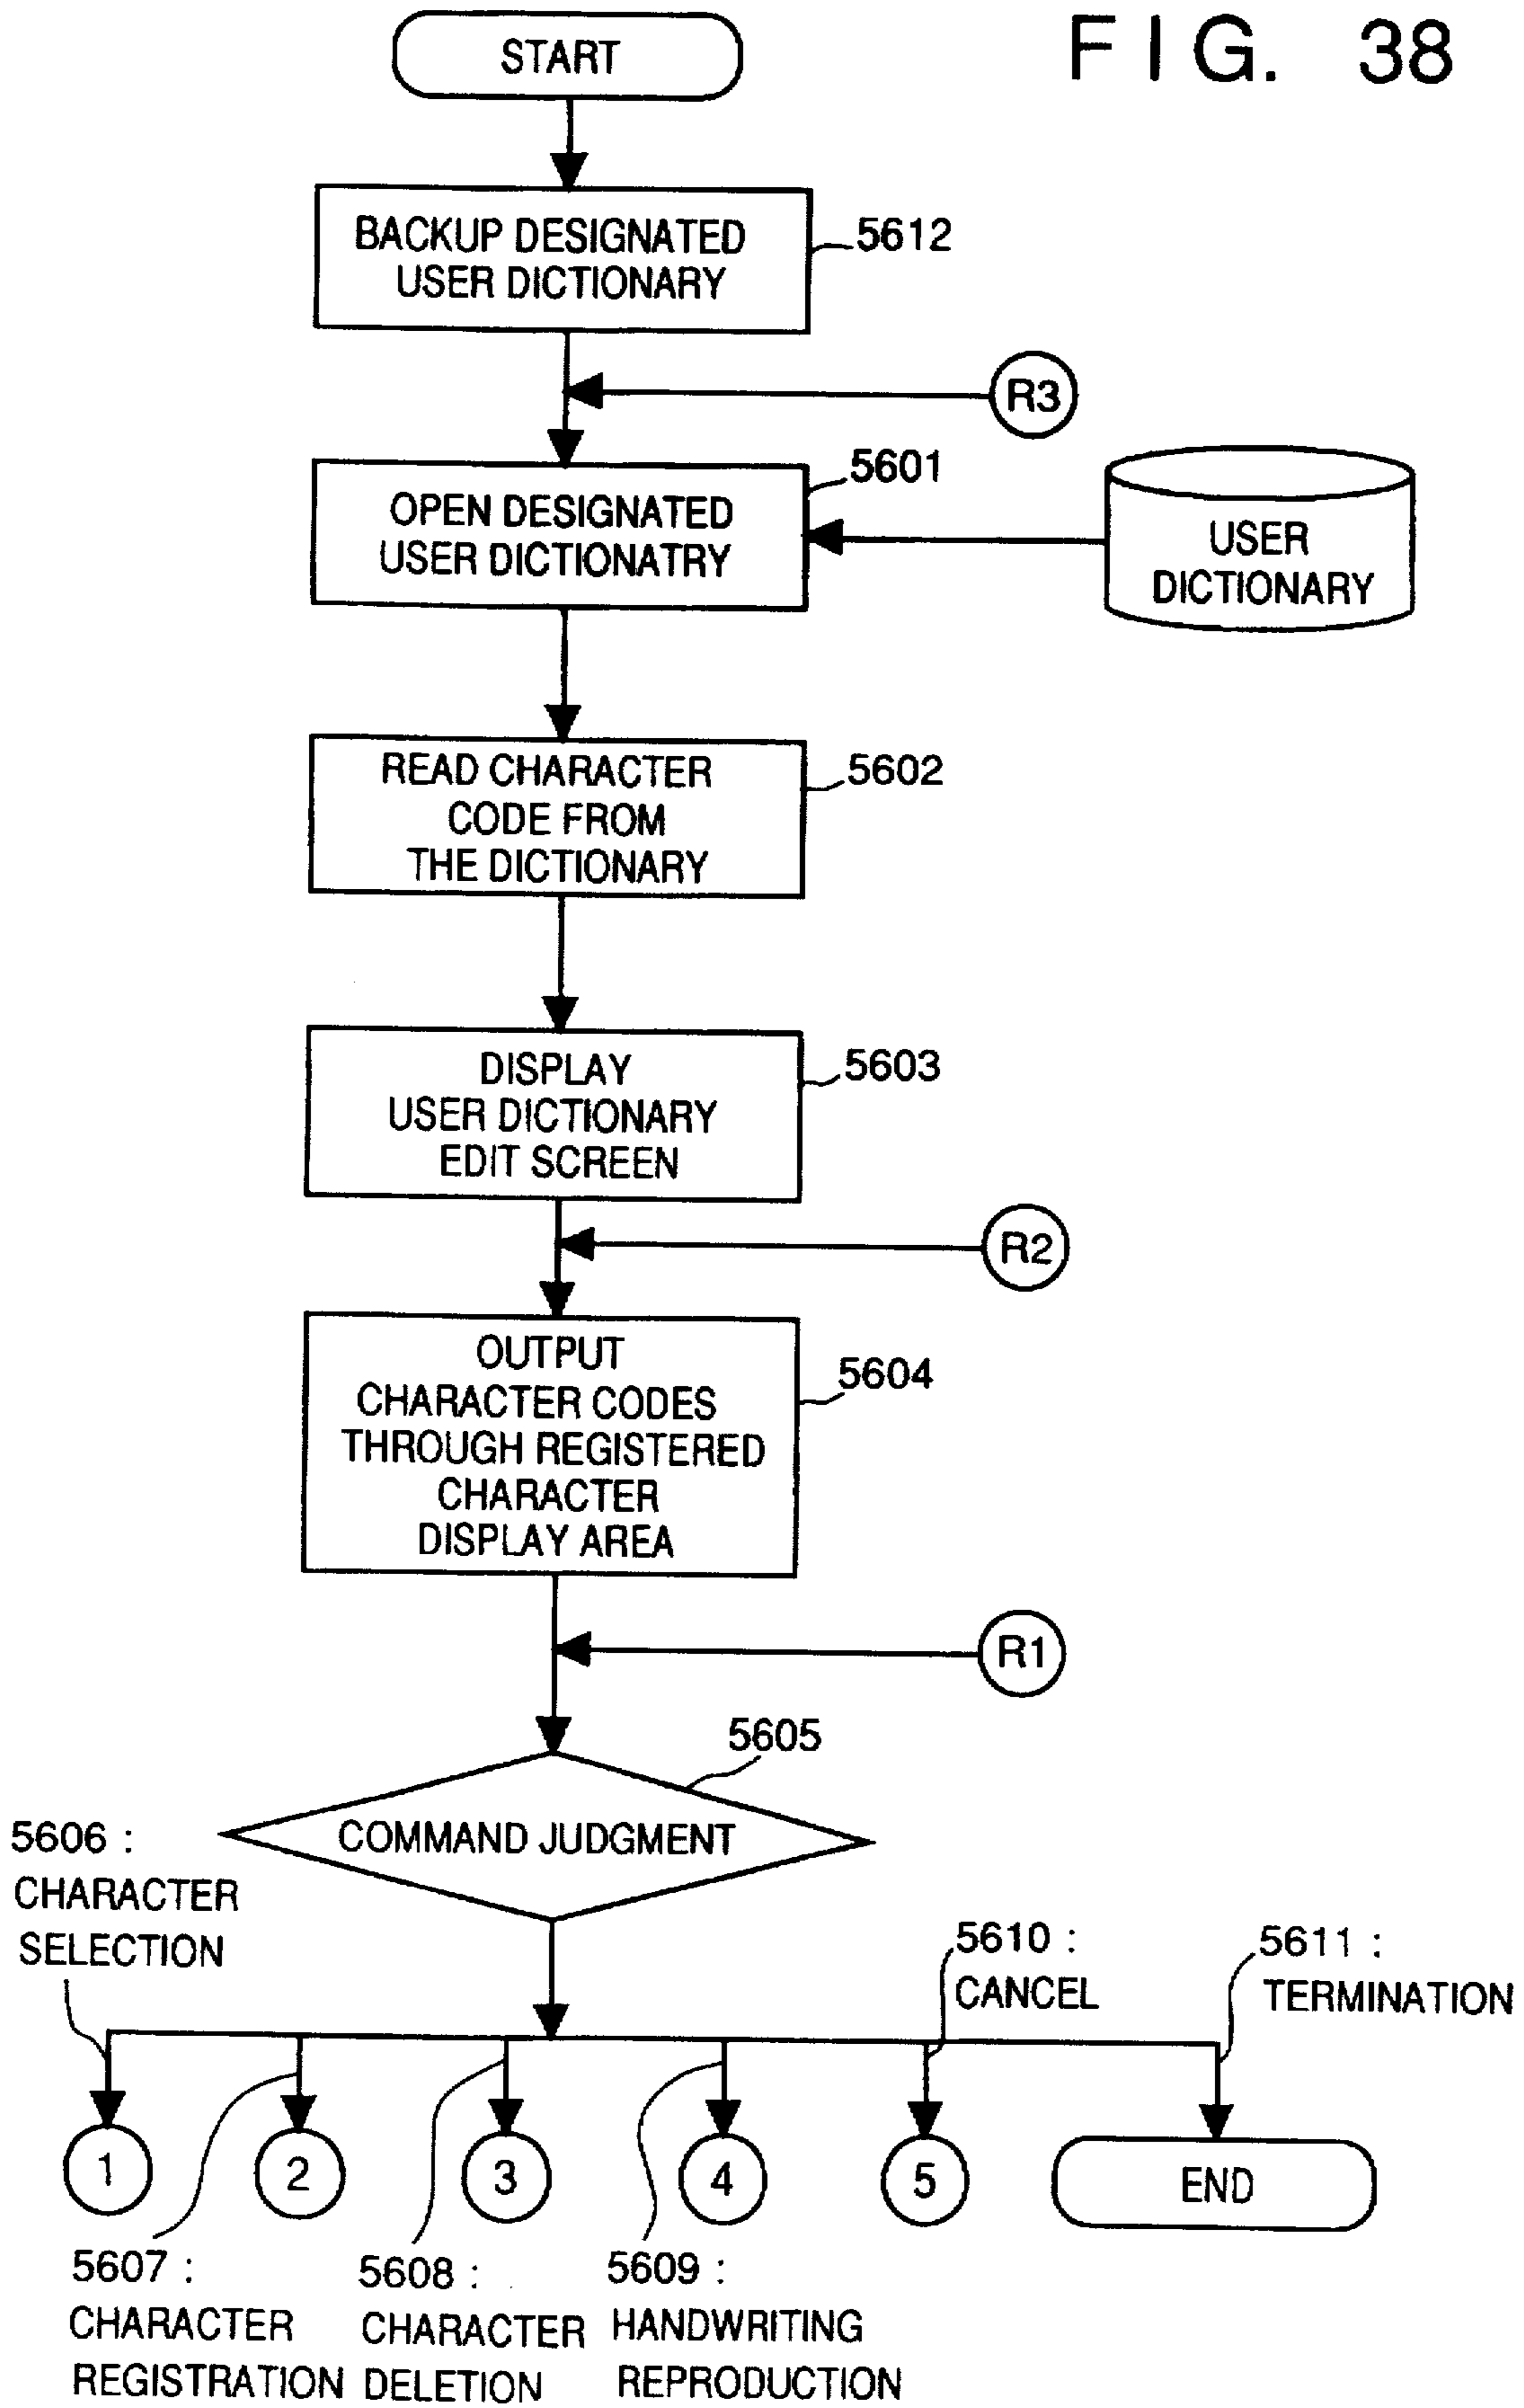 FIG. 38
START
BACKUP DESIGNATED
USER DICTIONARY
5612
R3
5601
OPEN DESIGNATED
USER DICTIONATRY
USER
DICTIONARY
READ CHARACTER
CODE FROM
THE DICTIONARY
5602
DISPLAY
USER DICTIONARY
EDIT SCREEN
5603
R2
OUTPUT
CHARACTER CODES
THROUGH REGISTERED
CHARACTER
DISPLAY AREA
5604
R1
5605
COMMAND JUDGMENT
5606 :
CHARACTER
SELECTION
5610 :
CANCEL
5611 :
TERMINATION
1
2
3
4
5
END
5607 :
CHARACTER
REGISTRATION
5608 :
CHARACTER
DELETION
5609 :
HANDWRITING
REPRODUCTION